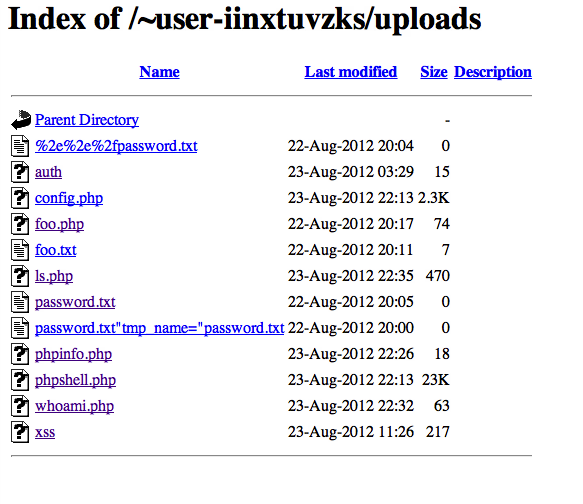 Index of /~user-iinxtuvzks/uploads
Name Last modified Size Description
Parent Directory -
%2e%2e%2fpassword.txt 22-Aug-2012 20:04 0
auth 23-Aug-2012 03:29 15
config.php 23-Aug-2012 22:13 2.3K
foo.php 22-Aug-2012 20:17 74
foo.txt 22-Aug-2012 20:11 7
ls.php 23-Aug-2012 22:35 470
password.txt 22-Aug-2012 20:05 0
password.txt"tmp_name="password.txt 22-Aug-2012 20:00 0
phpinfo.php 23-Aug-2012 22:26 18
phpshell.php 23-Aug-2012 22:13 23K
whoami.php 23-Aug-2012 22:32 63
xss 23-Aug-2012 11:26 217